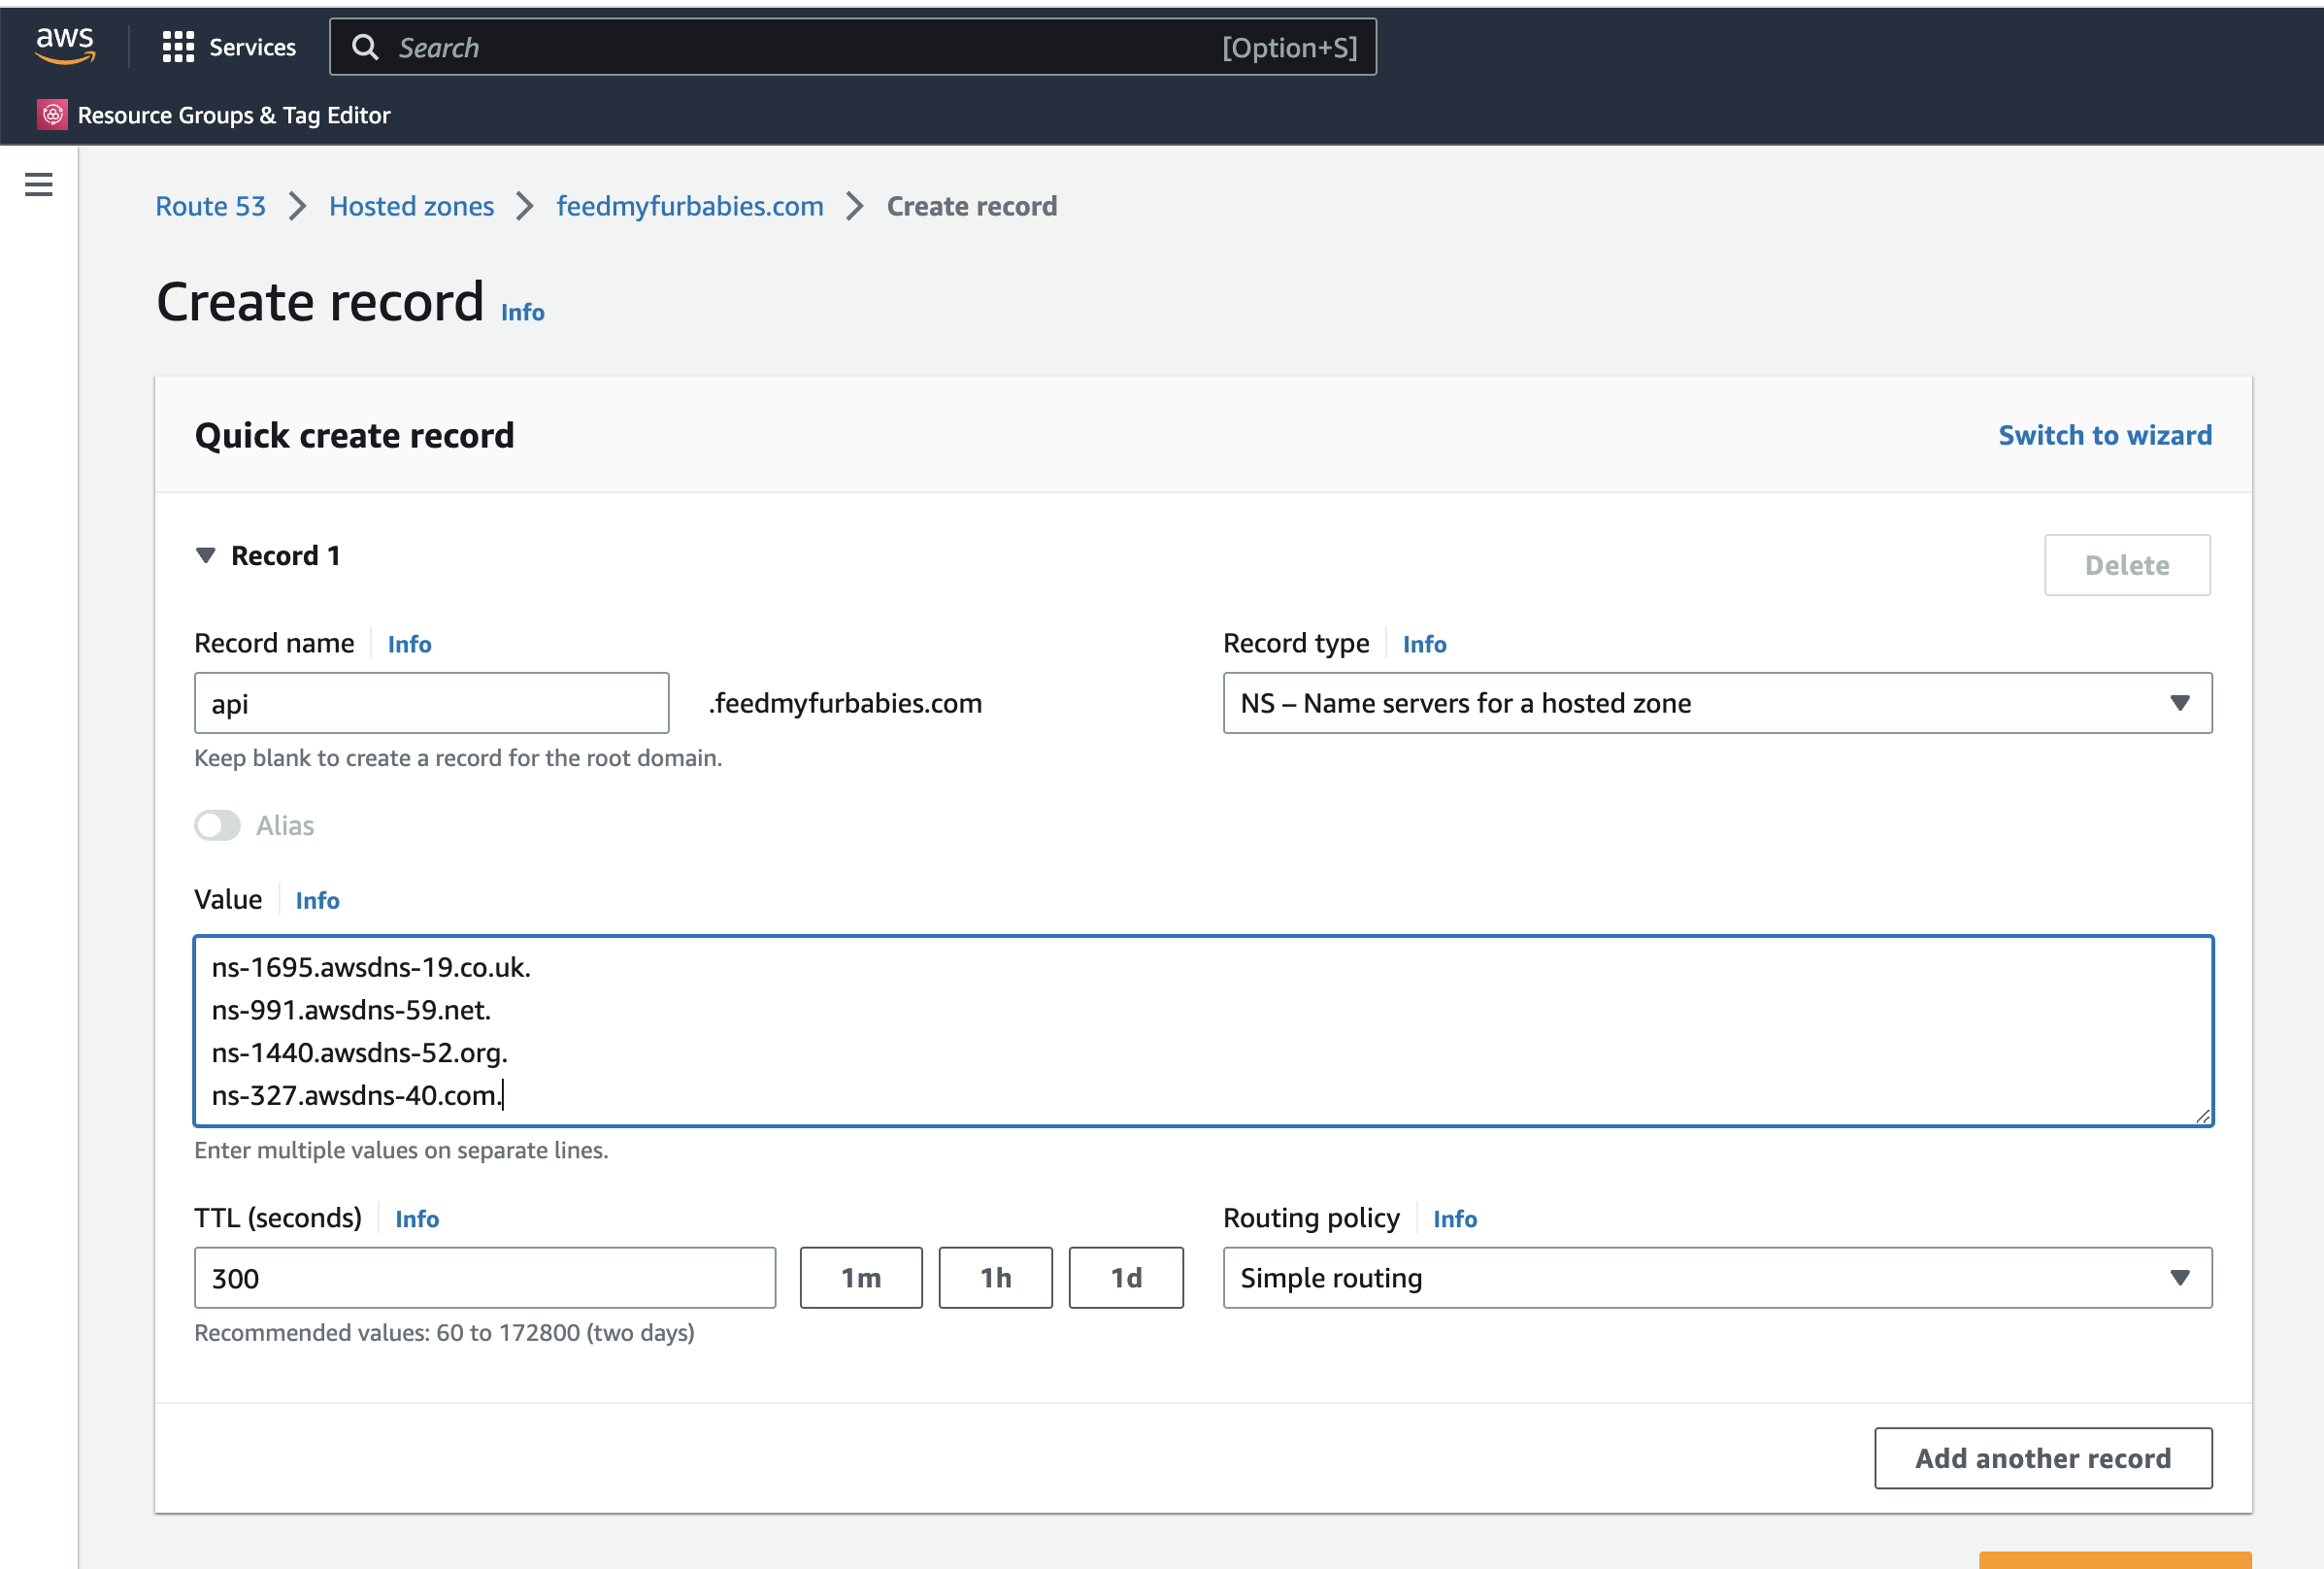 aws
Services
Search
[Option+S]
Resource Groups & Tag Editor
Route 53 > Hosted zones > feedmyfurbabies.com > Create record
Create record Info
Quick create record
Switch to wizard
Record 1
Delete
Record name Info
api
.feedmyfurbabies.com
Keep blank to create a record for the root domain.
Record type Info
NS – Name servers for a hosted zone
Alias
Value Info
ns-1695.awsdns-19.co.uk.
ns-991.awsdns-59.net.
ns-1440.awsdns-52.org.
ns-327.awsdns-40.com.
Enter multiple values on separate lines.
TTL (seconds) Info
300
1m
1h
1d
Recommended values: 60 to 172800 (two days)
Routing policy Info
Simple routing
Add another record